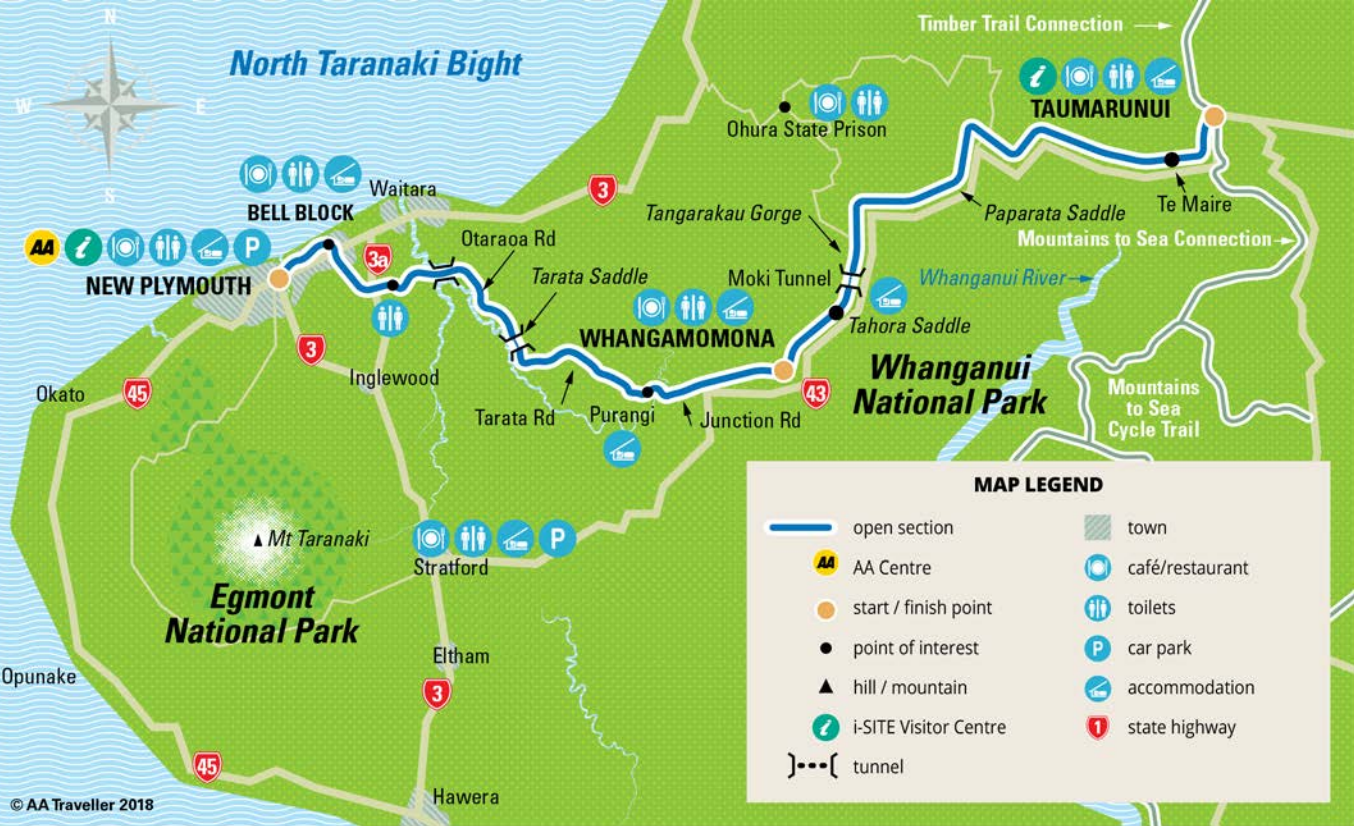 N
W
E
S
North Taranaki Bight
Timber Trail Connection
i
TAUMARUNUI
Ohura State Prison
BELL BLOCK
Waitara
3
Te Maire
Tangarakau Gorge
Paparata Saddle
Mountains to Sea Connection
AA
i
P
NEW PLYMOUTH
3a
Otaraoa Rd
Tarata Saddle
Moki Tunnel
Whanganui River
WHANGAMOMONA
Tahora Saddle
3
Inglewood
Okato
45
Tarata Rd
Purangi
Junction Rd
43
Whanganui
National Park
Mountains
to Sea
Cycle Trail
Mt Taranaki
P
Stratford
Egmont
National Park
Opunake
Eltham
3
45
Hawera
MAP LEGEND
open section
AA
AA Centre
start / finish point
point of interest
hill / mountain
i
i-SITE Visitor Centre
tunnel
town
café/restaurant
toilets
P
car park
accommodation
1
state highway
© AA Traveller 2018